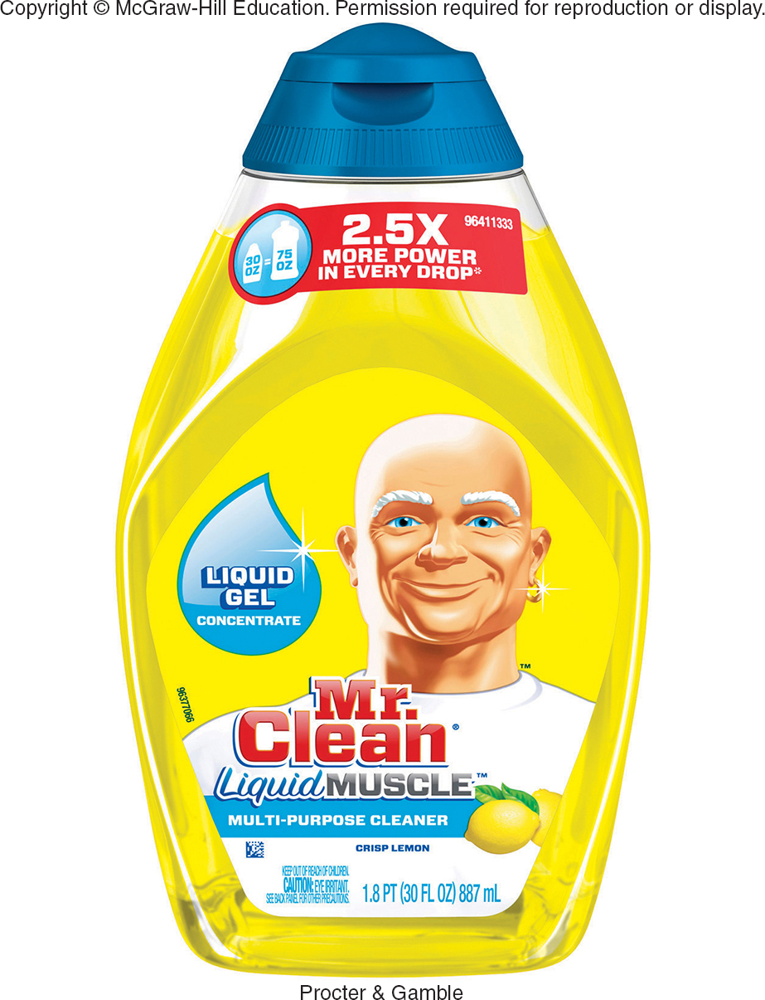 Copyright © McGraw-Hill Education. Permission required for reproduction or display.
2.5X
96411333
30 OZ = 75 OZ
MORE POWER
IN EVERY DROP*
LIQUID
GEL
CONCENTRATE
™
96377066
Mr.
Clean®
Liquid MUSCLE™
MULTI-PURPOSE CLEANER
CRISP LEMON
KEEP OUT OF REACH OF CHILDREN.
CAUTION: EYE IRRITANT.
SEE BACK PANEL FOR OTHER PRECAUTIONS.
1.8 PT (30 FL OZ) 887 mL
Procter & Gamble